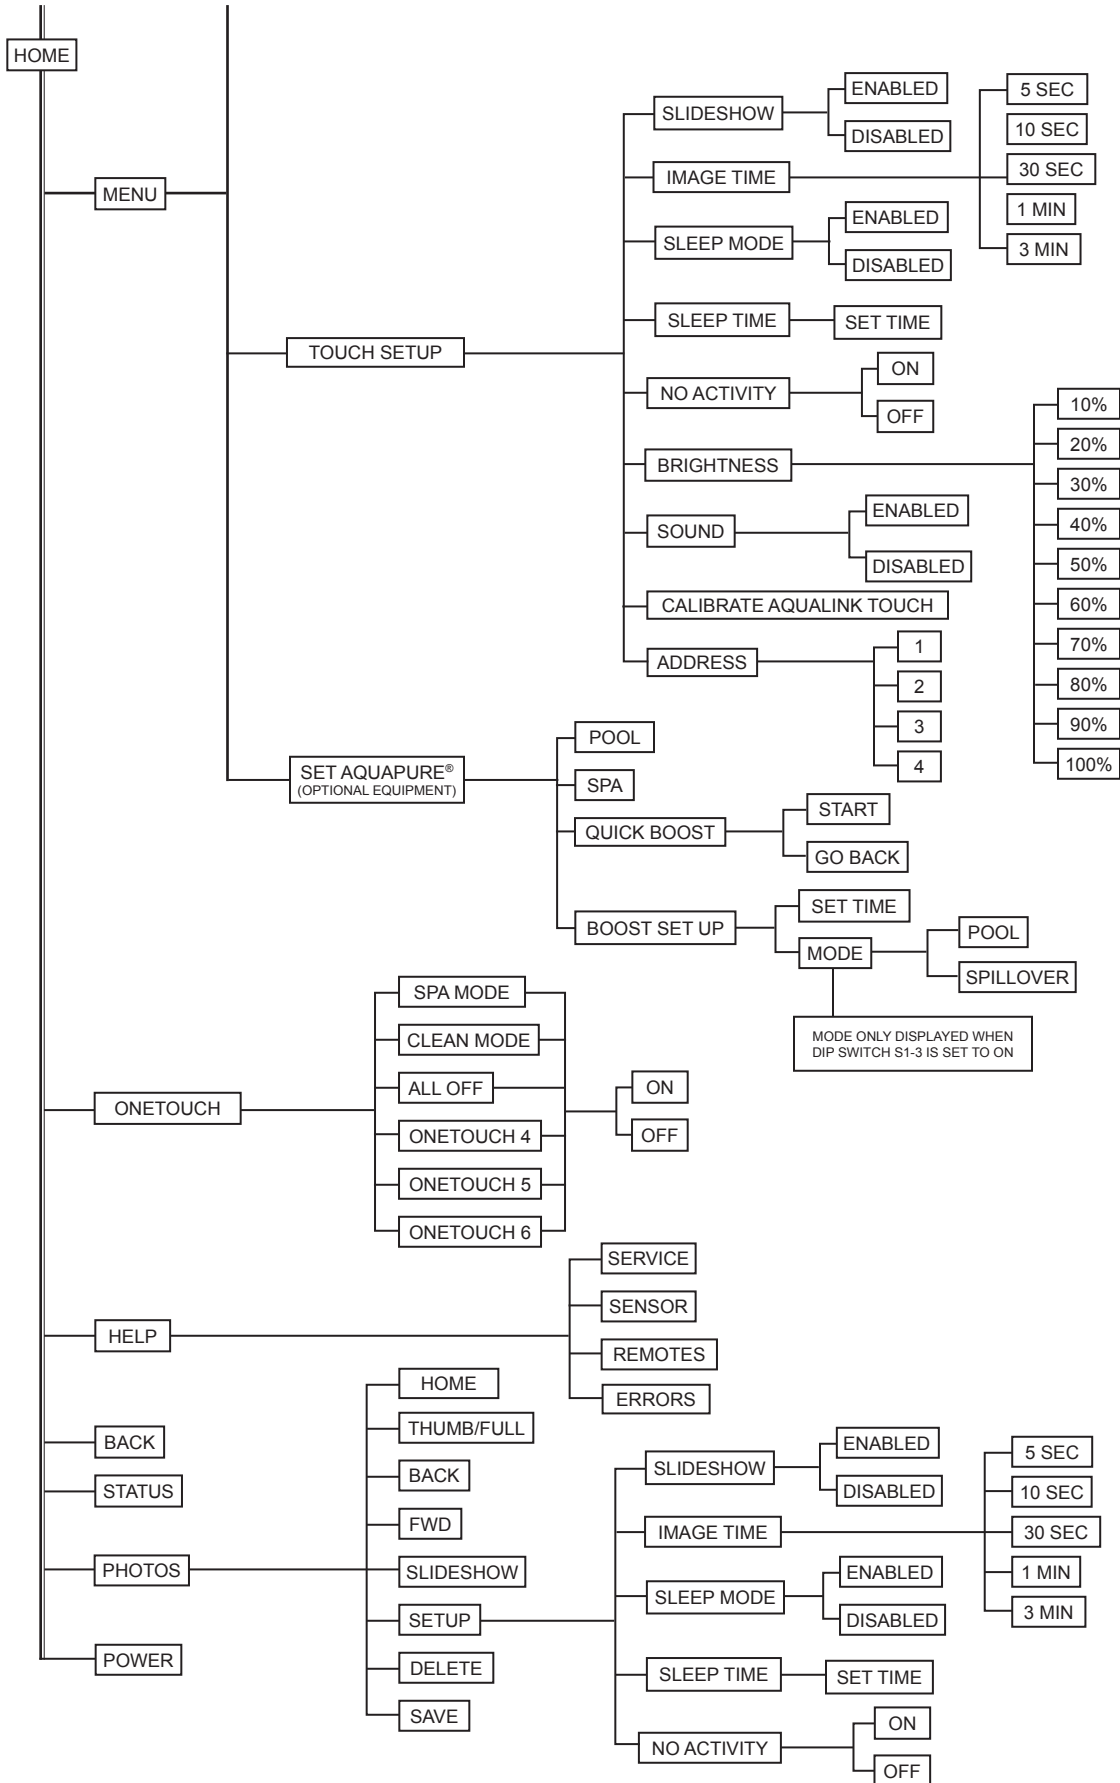 HOME
MENU
TOUCH SETUP
SLIDESHOW
ENABLED
DISABLED
IMAGE TIME
5 SEC
10 SEC
30 SEC
1 MIN
3 MIN
SLEEP MODE
ENABLED
DISABLED
SLEEP TIME
SET TIME
NO ACTIVITY
ON
OFF
BRIGHTNESS
10%
20%
30%
40%
50%
60%
70%
80%
90%
100%
SOUND
ENABLED
DISABLED
CALIBRATE AQUALINK TOUCH
ADDRESS
1
2
3
4
SET AQUAPURE®
(OPTIONAL EQUIPMENT)
POOL
SPA
QUICK BOOST
START
GO BACK
BOOST SET UP
SET TIME
MODE
POOL
SPILLOVER
MODE ONLY DISPLAYED WHEN
DIP SWITCH S1-3 IS SET TO ON
ONETOUCH
SPA MODE
CLEAN MODE
ALL OFF
ONETOUCH 4
ONETOUCH 5
ONETOUCH 6
ON
OFF
HELP
SERVICE
SENSOR
REMOTES
ERRORS
BACK
STATUS
PHOTOS
HOME
THUMB/FULL
BACK
FWD
SLIDESHOW
SETUP
DELETE
SAVE
SLIDESHOW
ENABLED
DISABLED
IMAGE TIME
5 SEC
10 SEC
30 SEC
1 MIN
3 MIN
SLEEP MODE
ENABLED
DISABLED
SLEEP TIME
SET TIME
NO ACTIVITY
ON
OFF
POWER